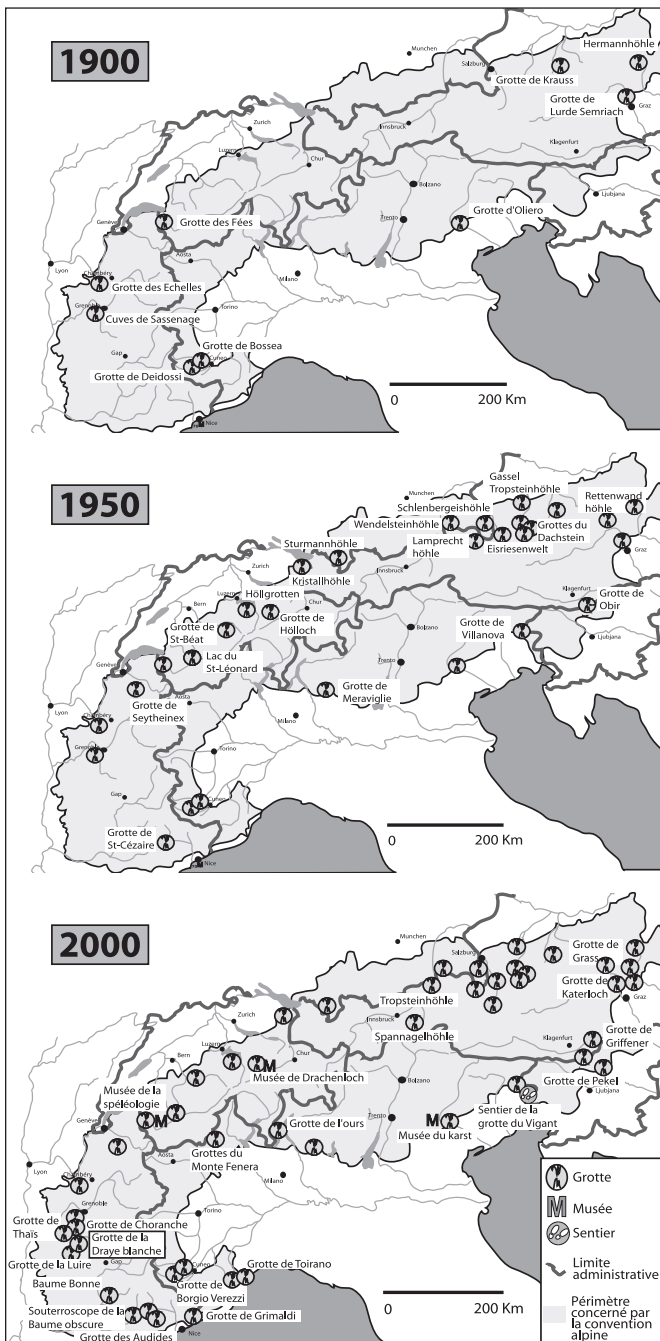 1900
Munchen
Hermannhöhle
Salzburg
Grotte de Krauss
Grotte de
Lurde Semriach
Graz
Zurich
Innsbruck
Luzern
Chur
Klagenfurt
Bolzano
Ljubjana
Genève
Grotte des Fées
Trento
Grotte d'Oliero
Aosta
Lyon
Chambéry
Milano
Grotte des Echelles
Grenoble
Torino
Cuves de Sassenage
Grotte de Bossea
Gap
Cuneo
Grotte de Deidossi
0
200 Km
M
Nice
1950
Gassel
Tropsteinhöhle
Munchen
Schlenbergeishöhle
Rettenwand
höhle
Wendelsteinhöhle
Grottes du
Dachstein
Lamprecht
höhle
Eisriesenwelt
Sturmannhöhle
Graz
Zurich
Innsbruck
Kristallhöhle
Luzern
Höllgrotten
Klagenfurt
Grotte de
Obir
Bern
Chur
Grotte de
Hölloch
Bolzano
Grotte de
Villanova
Ljubjana
Grotte de
St-Béat
Lac du
St-Léonard
Trento
Genève
Grotte de
Meraviglie
Aosta
Grotte de
Seytheinex
Lyon
Chambéry
Milano
Grenoble
Torino
Gap
Cuneo
Grotte de
St-Cézaire
0
200 Km
M
Nice
2000
Munchen
Salzburg
Grotte de
Grass
Grotte de
Katerloch
Tropsteinhöhle
Graz
Zurich
Innsbruck
Spannagelhöhle
Grotte de
Griffener
Klagenfurt
Luzern
Bern
Chur
M
Musée de Drachenloch
Bolzano
Grotte de Pekel
Ljubjana
Musée de la
spéléologie
M
Genève
Sentier de la
grotte du Vigant
Trento
M
Musée du karst
Grotte de l'ours
Grottes du
Monte Fenera
Aosta
Lyon
Chambéry
Milano
Grotte
M Musée
Sentier
Limite
administrative
Périmètre
concerné par
la convention
alpine
Grenoble
Torino
Grotte de
Thaïs
Grotte de Choranche
Grotte de la
Draye blanche
Grotte de la Luire
Gap
Cuneo
Grotte de Toirano
Baume Bonne
Grotte de
Borgio Verezzi
Souterroscope de la
Baume obscure
Grotte de Grimaldi
Grotte des Audides
Nice